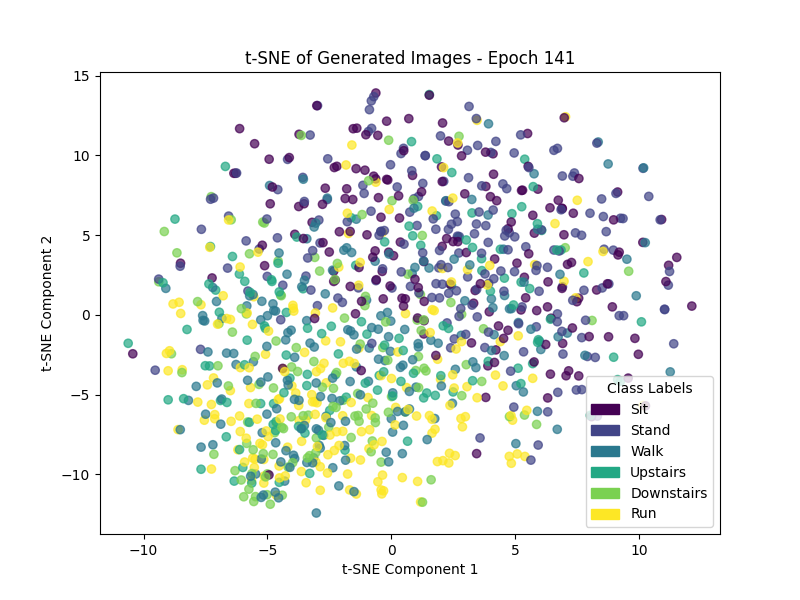 t-SNE of Generated Images - Epoch 141
15
10
5
0
−5
−10
t-SNE Component 2
−10
−5
0
5
10
t-SNE Component 1
Class Labels
Sit
Stand
Walk
Upstairs
Downstairs
Run